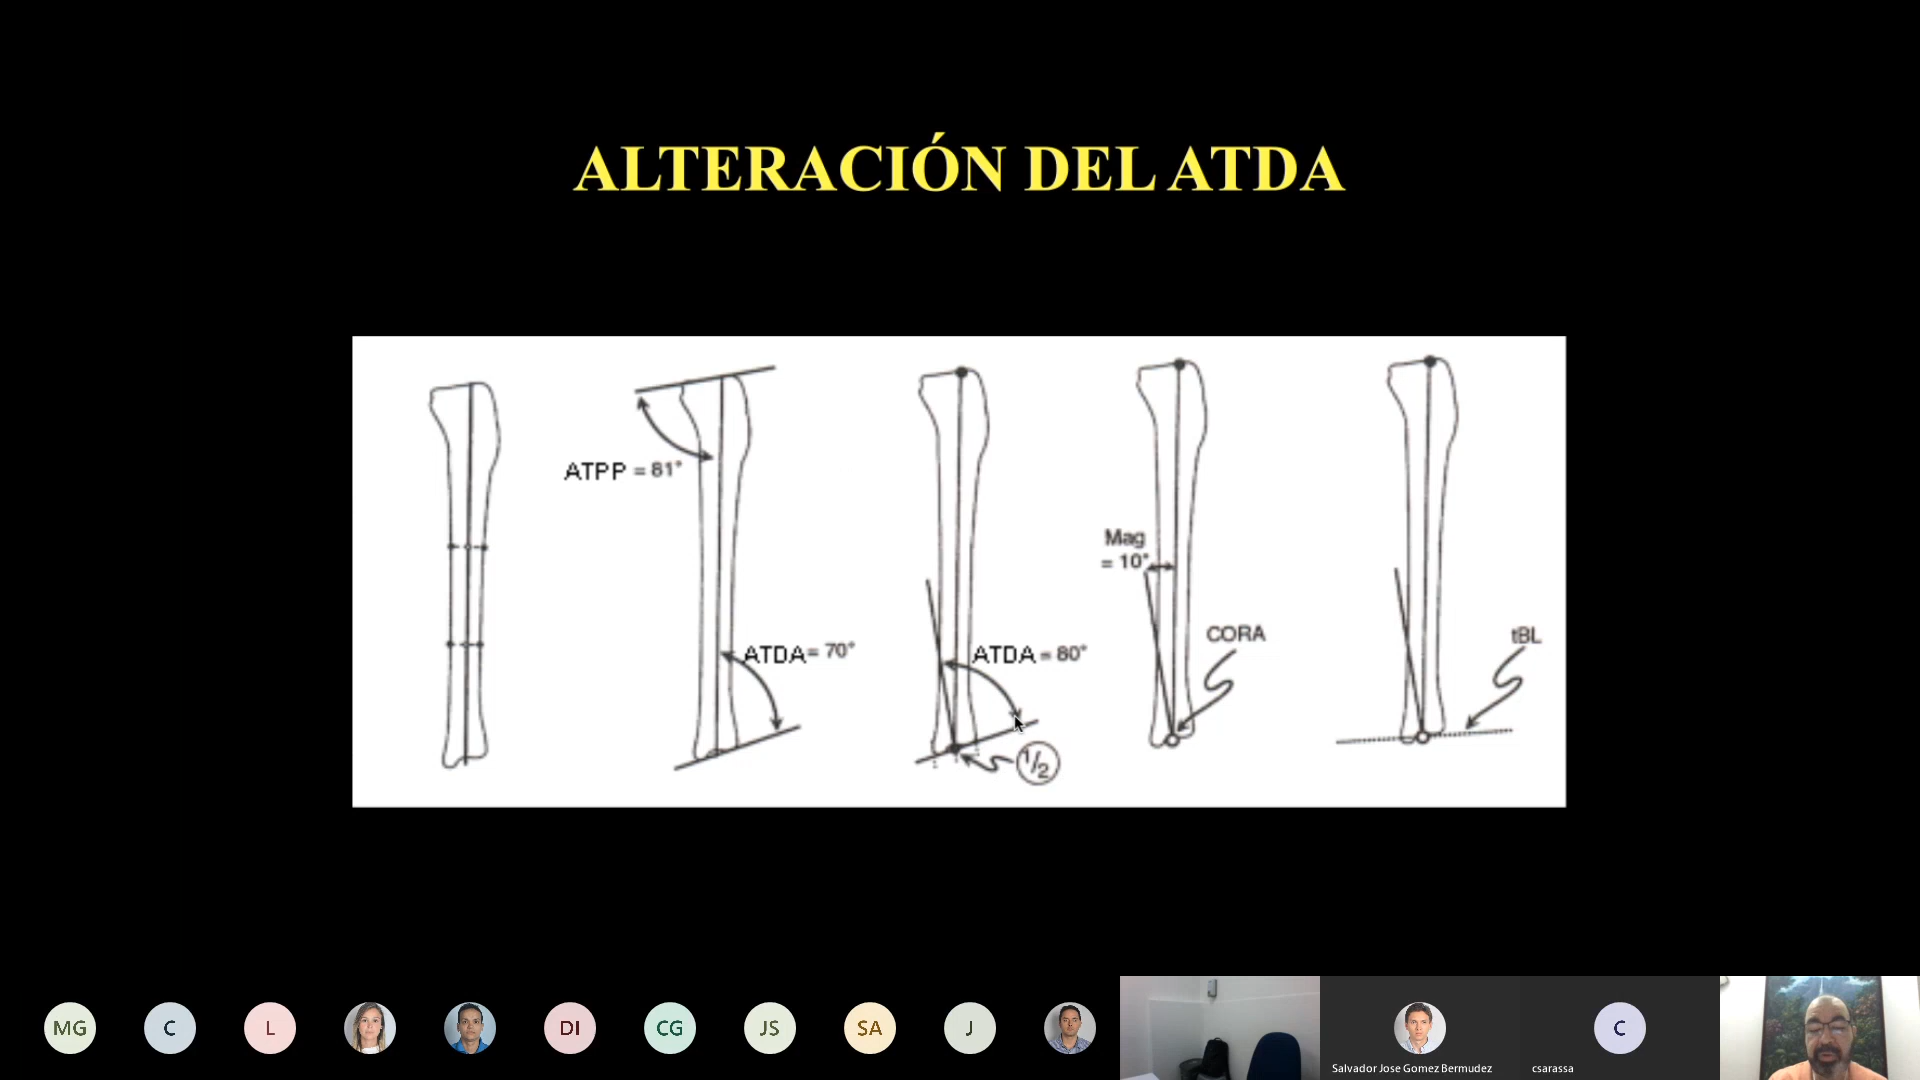 ALTERACIÓN DEL ATDA
ATPP = 81°
ATDA = 70°
ATDA = 80°
1/2
Mag
= 10°
CORA
tBL
MG
C
L
DI
CG
JS
SA
J
Salvador Jose Gomez Bermudez
C
csarassa